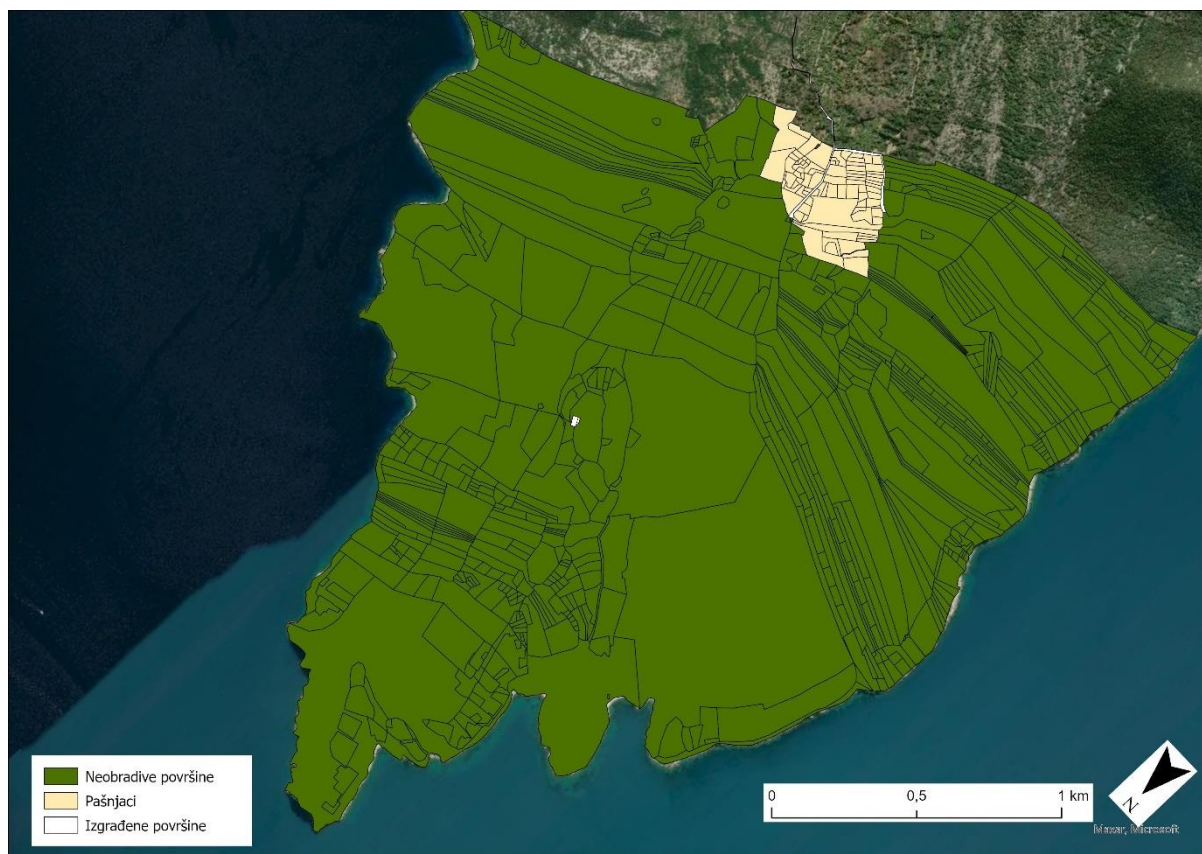 Neobradive površine
Pašnjaci
Izgrađene površine
0
0,5
1 km
N
Maxar, Microsoft